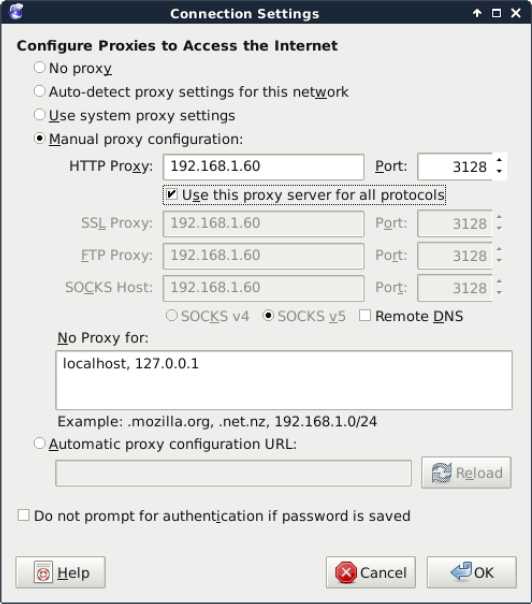 Connection Settings
Configure Proxies to Access the Internet
No proxy
Auto-detect proxy settings for this network
Use system proxy settings
Manual proxy configuration:
HTTP Proxy: 192.168.1.60 Port: 3128
Use this proxy server for all protocols
SSL Proxy: 192.168.1.60 Port: 3128
FTP Proxy: 192.168.1.60 Port: 3128
SOCKS Host: 192.168.1.60 Port: 3128
SOCKS v4 SOCKS v5 Remote DNS
No Proxy for:
localhost, 127.0.0.1
Example: .mozilla.org, .net.nz, 192.168.1.0/24
Automatic proxy configuration URL:
Reload
Do not prompt for authentication if password is saved
Help Cancel OK